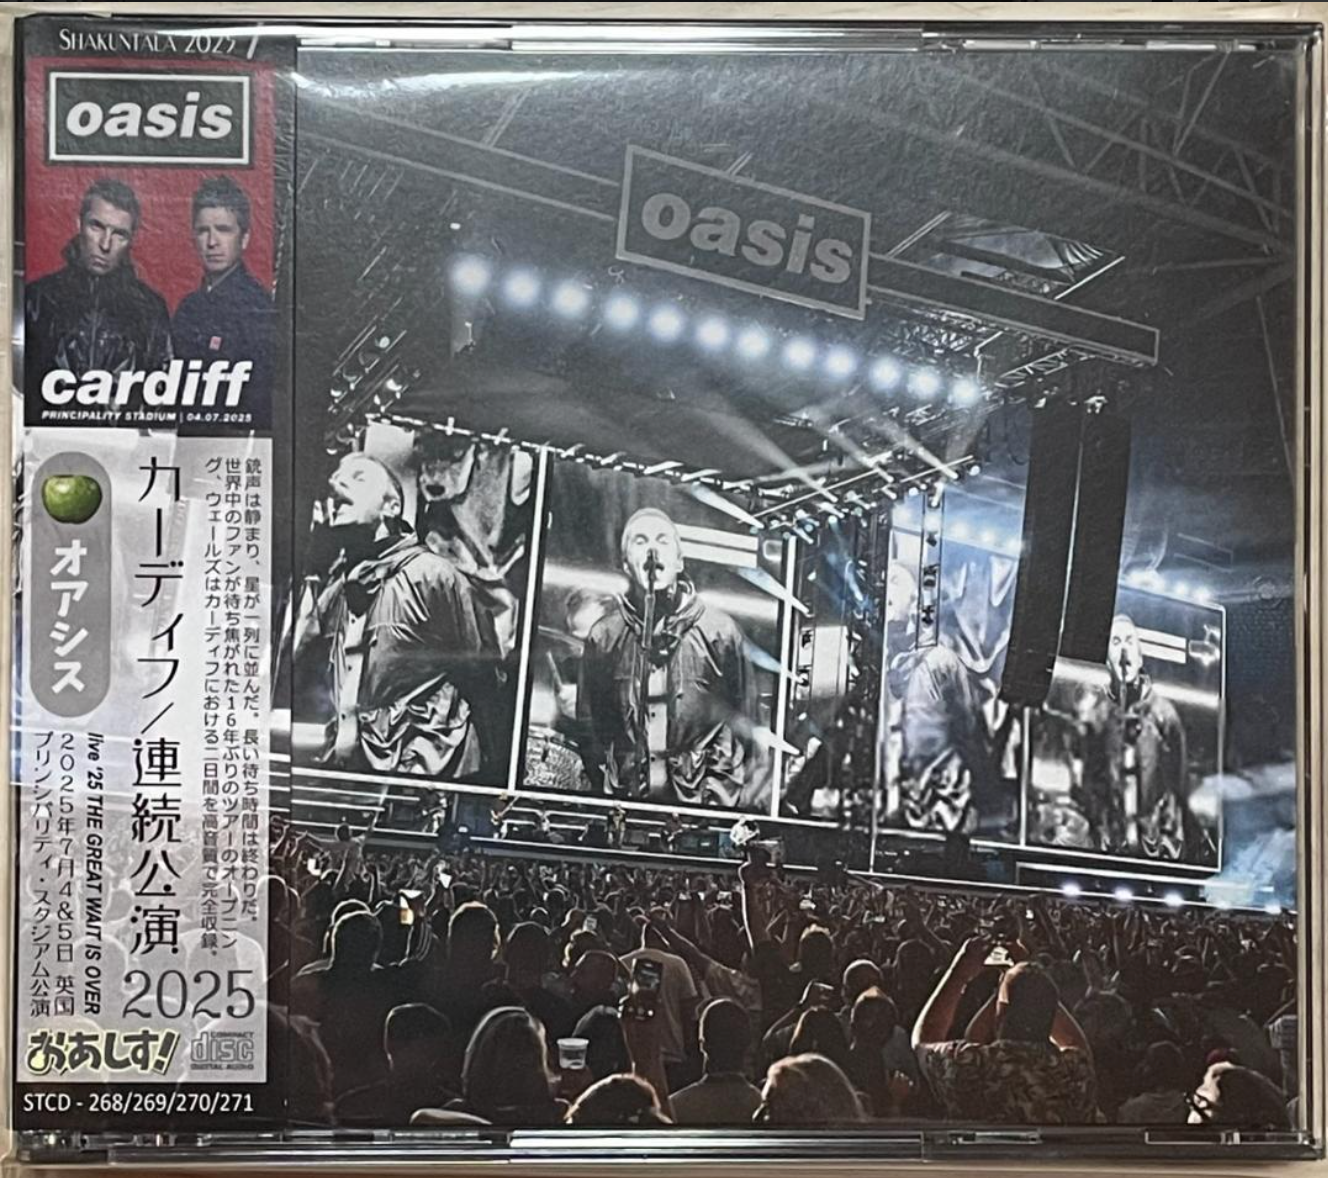 SHAKUNTALA 2025
oasis
cardiff
PRINCIPALITY STADIUM | 04.07.2025
銃声は静まり、星が一列に並んだ。長い待ち時間は終わりだ。
世界中のファンが待ち焦がれた16年ぶりのツアーのオープニン
グ、ウェールズはカーディフにおける二日間を高音質で完全収録。
カーディフ/連続公演
2025
オアシス
live '25 THE GREAT WAIT IS OVER
2025年7月4&5日 英国
プリンシパリティ・スタジアム公演
おあしす!
COMPACT
disc
DIGITAL AUDIO
STCD - 268/269/270/271
oasis